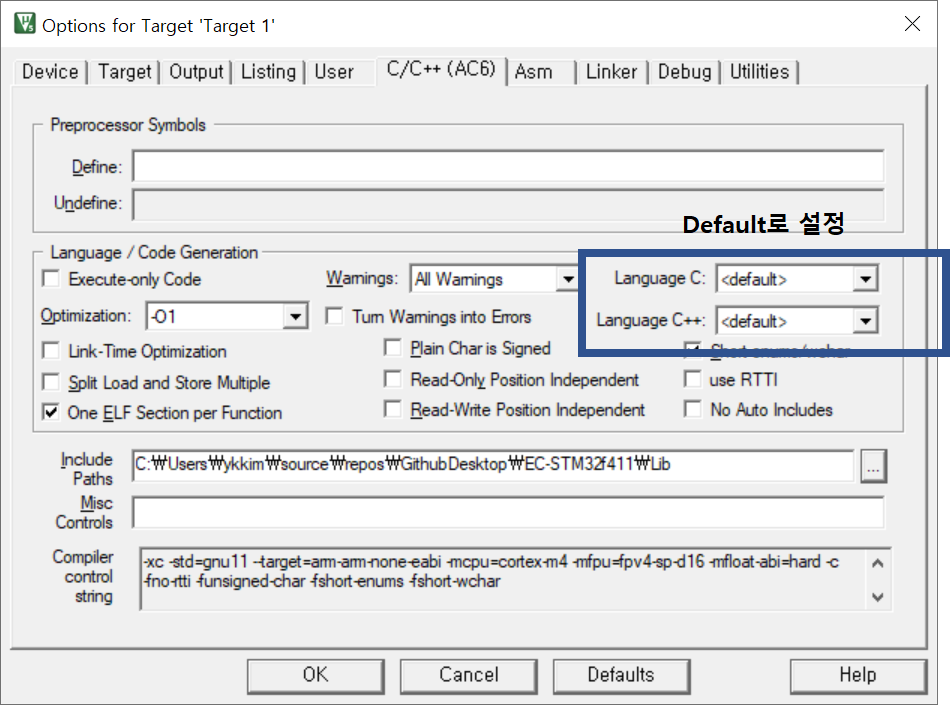 Options for Target 'Target 1'
Device Target Output Listing User C/C++ (AC6) Asm Linker Debug Utilities
Preprocessor Symbols
Define:
Undefine:
Default로 설정
Language / Code Generation
Execute-only Code
Warnings: All Warnings
Language C: <default>
Optimization: -O1
Turn Warnings into Errors
Language C++: <default>
Link-Time Optimization
Plain Char is Signed
Short enums/wchar
Split Load and Store Multiple
Read-Only Position Independent
use RTTI
One ELF Section per Function
Read-Write Position Independent
No Auto Includes
Include
Paths
C:₩Users₩ykkim₩source₩repos₩GithubDesktop₩EC-STM32f411₩Lib
...
Misc
Controls
Compiler
control
string
-xc -std=gnu11 --target=arm-arm-none-eabi -mcpu=cortex-m4 -mfpu=fpv4-sp-d16 -mfloat-abi=hard -c
-fno-rtti -funsigned-char -fshort-enums -fshort-wchar
OK Cancel Defaults Help